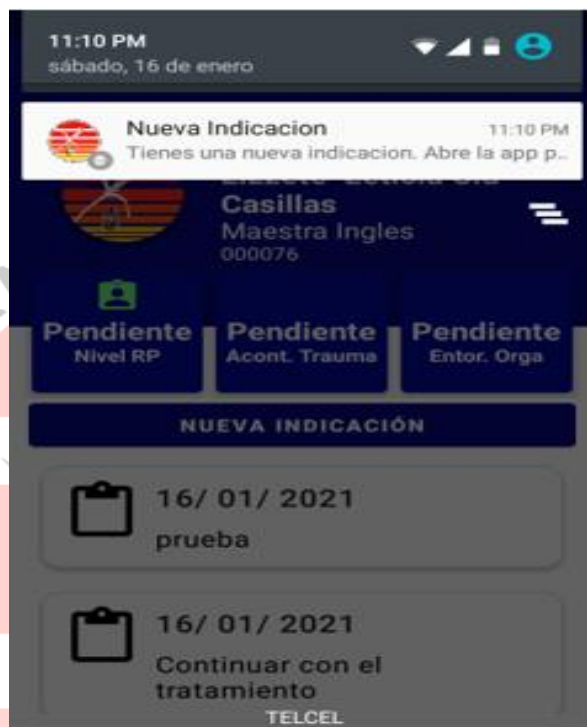 11:10 PM
sábado, 16 de enero
Nueva Indicacion 11:10 PM
Tienes una nueva indicacion. Abre la app p..
Casillas
Maestra Ingles
000076
Pendiente Pendiente Pendiente
Nivel RP Acont. Trauma Entor. Orga
NUEVA INDICACIÓN
16/ 01/ 2021
prueba
16/ 01/ 2021
Continuar con el
tratamiento
TELCEL